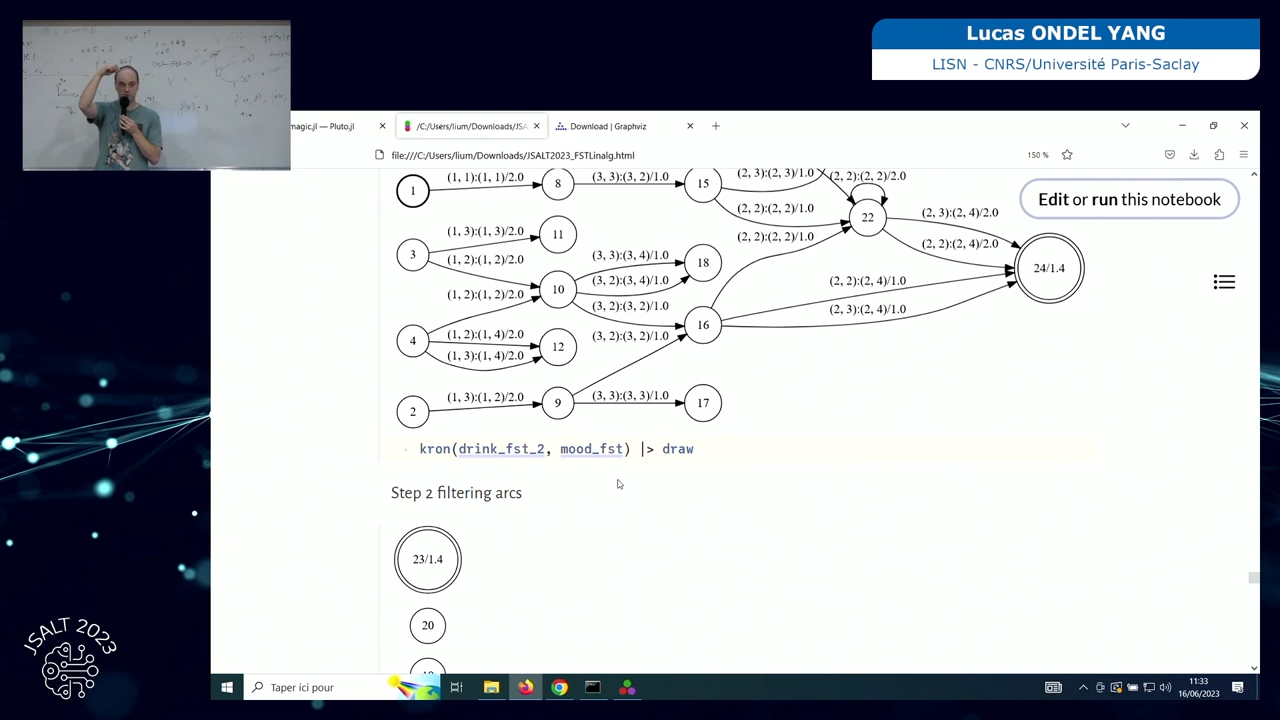 Lucas ONDEL YANG
LISN - CNRS/Université Paris-Saclay
magic.jl — Pluto.jl
/C:/Users/lium/Downloads/JSA
Download | Graphviz
file:///C:/Users/lium/Downloads/JSALT2023_FSTLinalg.html
150 %
Edit or run this notebook
1
(1, 1):(1, 1)/2.0
8
(3, 3):(3, 2)/1.0
15
(2, 3):(2, 3)/1.0
(2, 2):(2, 2)/2.0
(2, 2):(2, 2)/1.0
22
(2, 3):(2, 4)/2.0
(2, 2):(2, 4)/2.0
24/1.4
3
(1, 3):(1, 3)/2.0
11
(1, 2):(1, 2)/2.0
(2, 2):(2, 2)/1.0
(3, 3):(3, 4)/1.0
18
10
(3, 2):(3, 4)/1.0
(2, 2):(2, 4)/1.0
(1, 2):(1, 2)/2.0
(3, 2):(3, 2)/1.0
(2, 3):(2, 4)/1.0
16
4
(1, 2):(1, 4)/2.0
12
(3, 2):(3, 2)/1.0
(1, 3):(1, 4)/2.0
2
(1, 3):(1, 2)/2.0
9
(3, 3):(3, 3)/1.0
17
kron(drink_fst_2, mood_fst) |> draw
Step 2 filtering arcs
23/1.4
20
JSALT 2023
Taper ici pour
11:33
16/06/2023